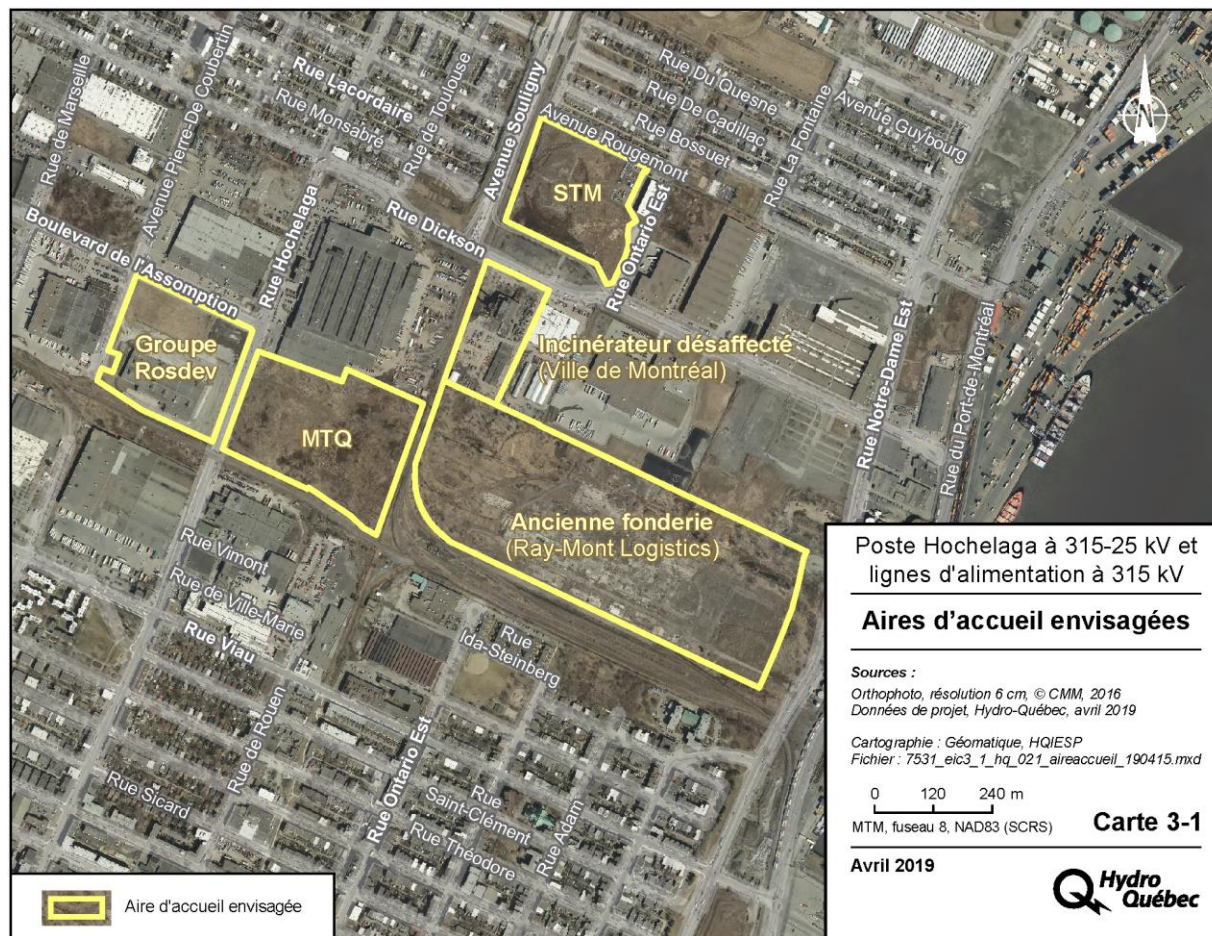 Rue de Marseille
Avenue Pierre-De Coubertin
Rue Lacordaire
Rue Monsabré
Rue de Toulouse
Avenue Souligny
Rue Du Quesne
Rue De Cadillac
Rue Bossuet
Avenue Rougemont
Rue La Fontaine
Avenue Guybourg
N
STM
Boulevard de l'Assomption
Rue Hochelaga
Rue Dickson
Rue Ontario Est
Groupe
Rosdev
MTQ
Incinérateur désaffecté
(Ville de Montréal)
Rue Notre-Dame Est
Rue du Port-de-Montréal
Ancienne fonderie
(Ray-Mont Logistics)
Rue Vimont
Rue de Ville-Marie
Rue Viau
Rue
Ida-Steinberg
Rue de Rouen
Rue Sicard
Rue Ontario Est
Rue
Saint-Clément
Rue Théodore
Rue Adam
Aire d'accueil envisagée
Poste Hochelaga à 315-25 kV et
lignes d'alimentation à 315 kV
Aires d'accueil envisagées
Sources :
Orthophoto, résolution 6 cm, © CMM, 2016
Données de projet, Hydro-Québec, avril 2019
Cartographie : Géomatique, HQIESP
Fichier : 7531_eic3_1_hq_021_aireaccueil_190415.mxd
0 120 240 m
MTM, fuseau 8, NAD83 (SCRS)
Carte 3-1
Avril 2019
Hydro
Québec